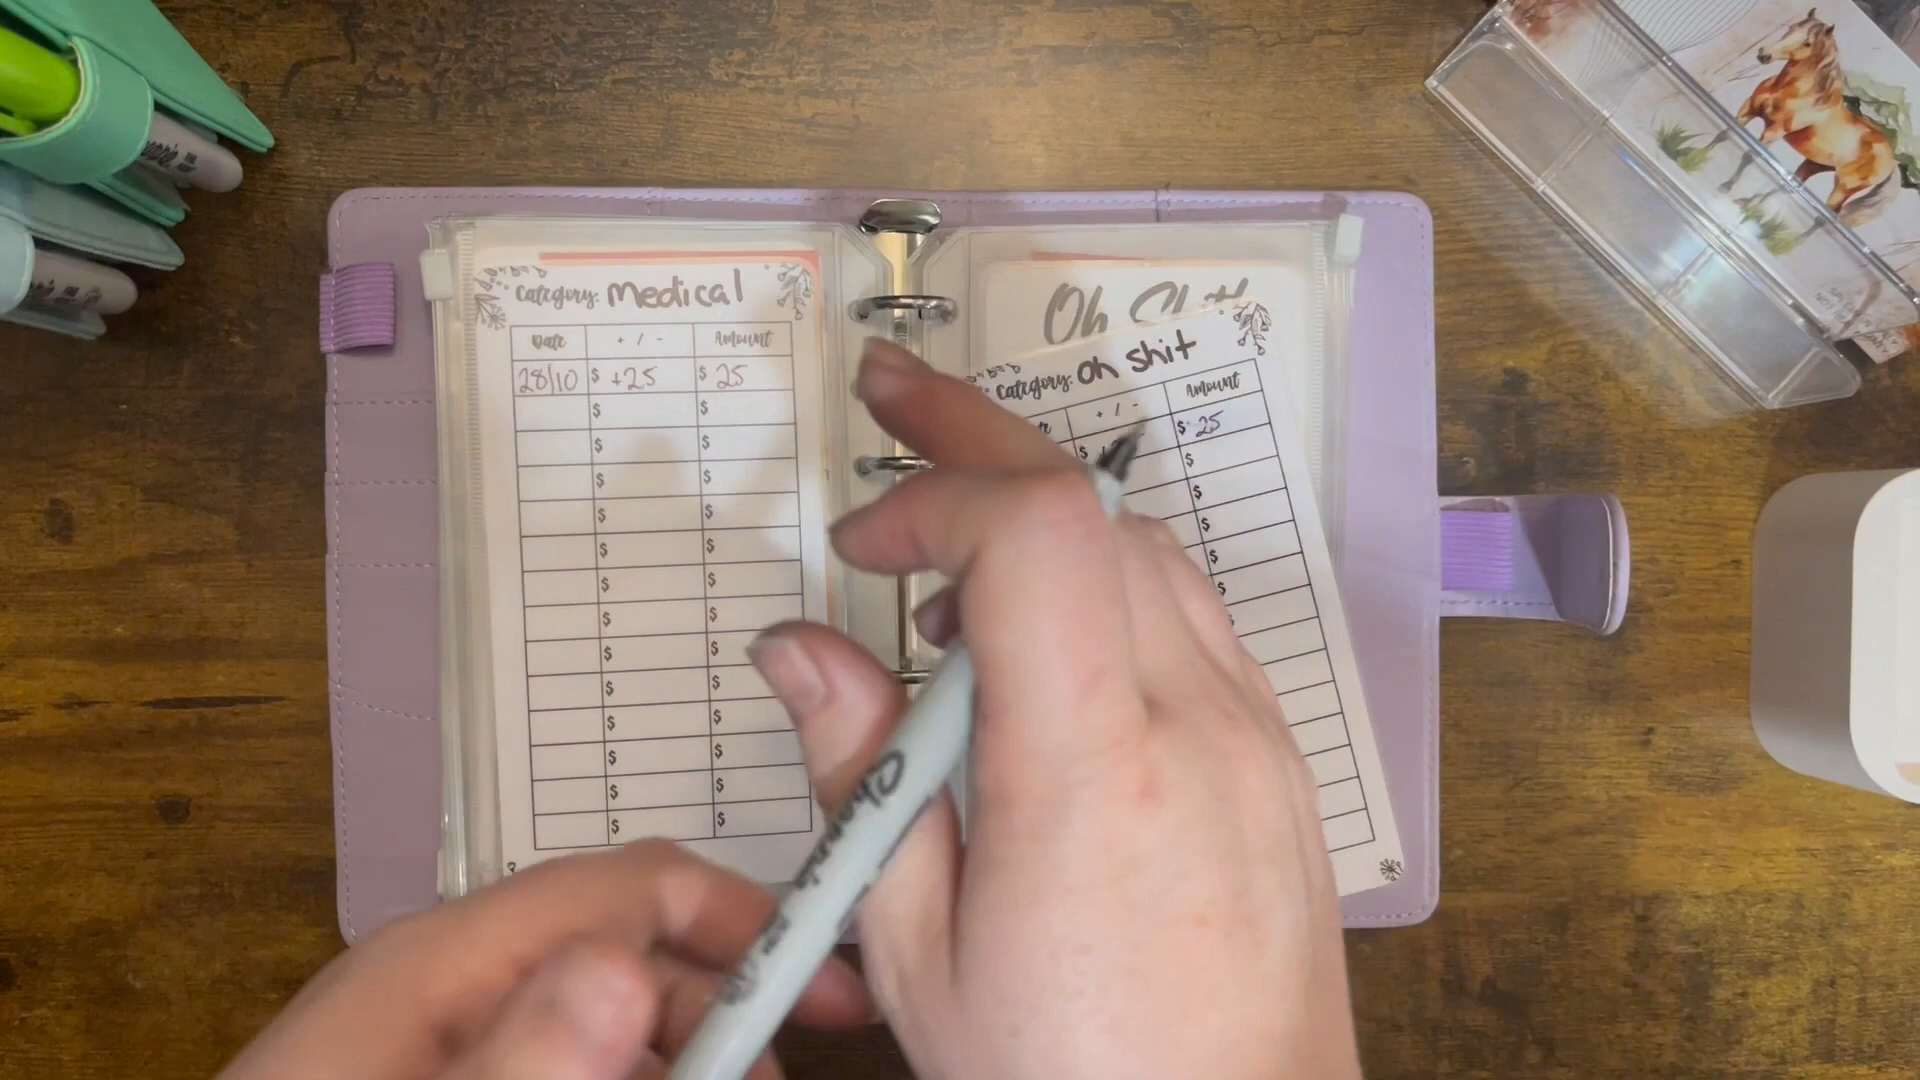 Category: Medical
Date + / - Amount
28/10 $ +25 $ 25
$ $
$ $
$ $
$ $
$ $
$ $
$ $
$ $
$ $
$ $
$ $
$ $
$ $
Oh Shit!
Category: Oh shit
+ / - Amount
$ $ 25
$
$
$
$
$